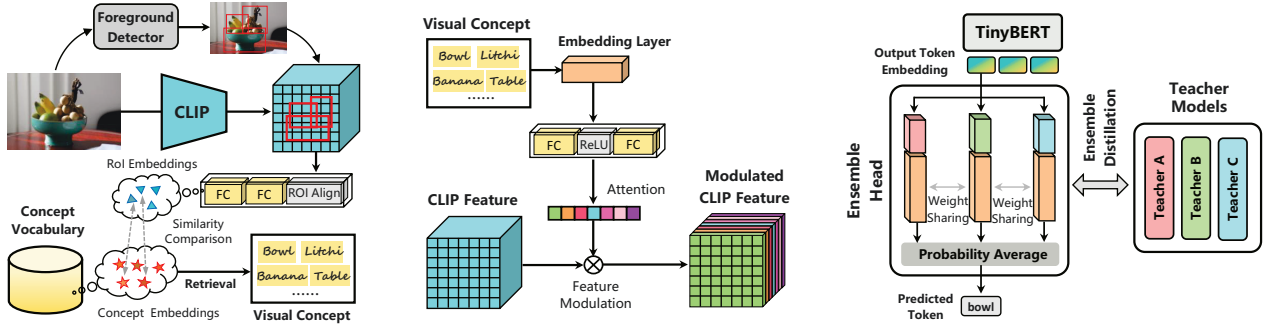 Foreground
Detector
CLIP
RoI Embeddings
FC
FC
ROI Align
Concept
Vocabulary
Similarity
Comparison
Retrieval
Concept Embeddings
Bowl
Litchi
Banana
Table
......
Visual Concept
Visual Concept
Bowl
Litchi
Banana
Table
......
Embedding Layer
FC
ReLU
FC
Attention
CLIP Feature
Modulated
CLIP Feature
Feature
Modulation
TinyBERT
Output Token
Embedding
Ensemble
Head
Weight
Sharing
Weight
Sharing
Probability Average
Predicted
Token
bowl
Ensemble
Distillation
Teacher
Models
Teacher A
Teacher B
Teacher C